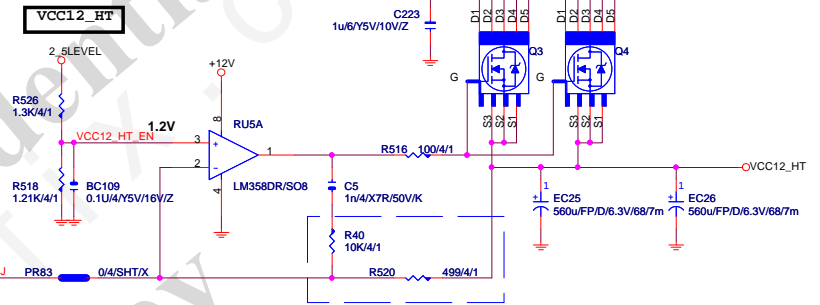 VCC12_HT
C223
1u/6/Y5V/10V/Z
D1
D2
D3
D4
D5
D1
D2
D3
D4
D5
2_5LEVEL
+12V
Q3
Q4
G
G
R526
1.3K/4/1
8
S3
S2
S1
S3
S2
S1
1.2V
RU5A
VCC12_HT_EN
3
+
1
R516
100/4/1
2
-
VCC12_HT
R518
1.21K/4/1
BC109
0.1U/4/Y5V/16V/Z
4
LM358DR/SO8
C5
1n/4/X7R/50V/K
1
+
EC25
560u/FP/D/6.3V/68/7m
1
+
EC26
560u/FP/D/6.3V/68/7m
R40
10K/4/1
J
PR83
0/4/SHT/X
R520
499/4/1